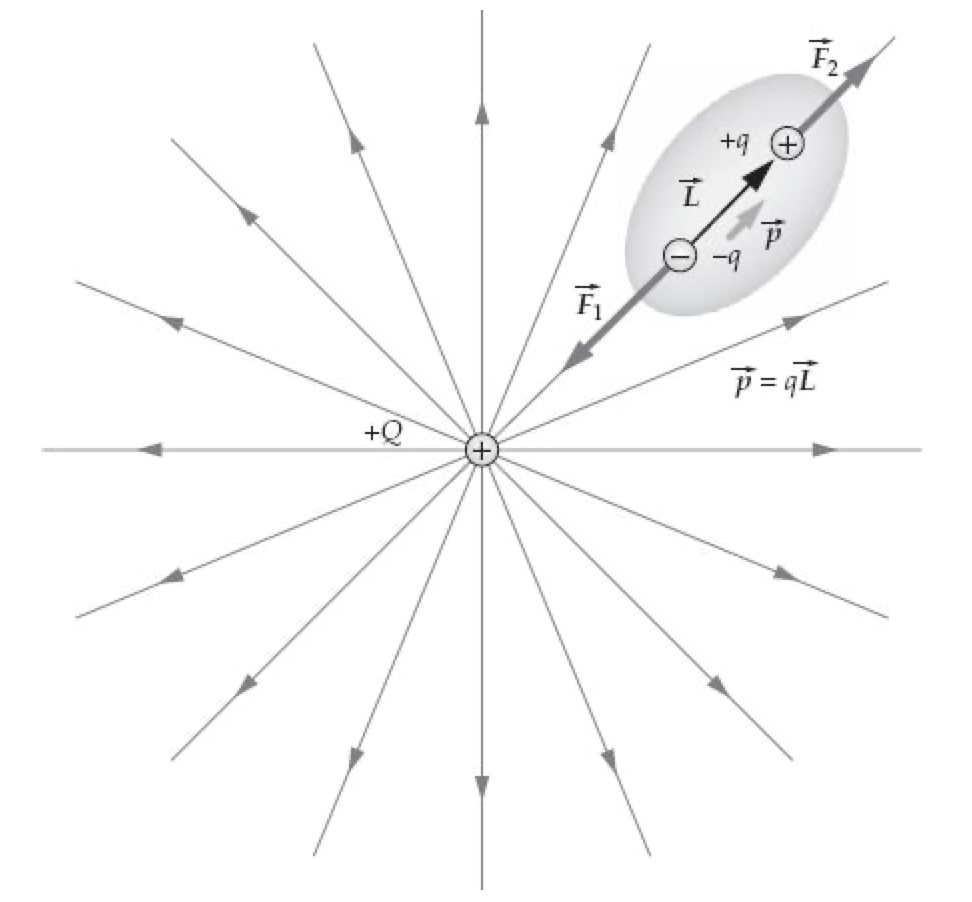 F⃗₂
+q
L⃗
p⃗
−q
F⃗₁
p⃗ = qL⃗
+Q